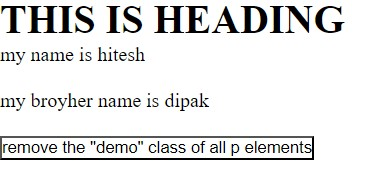 THIS IS HEADING
my name is hitesh
my broyher name is dipak
remove the "demo" class of all p elements